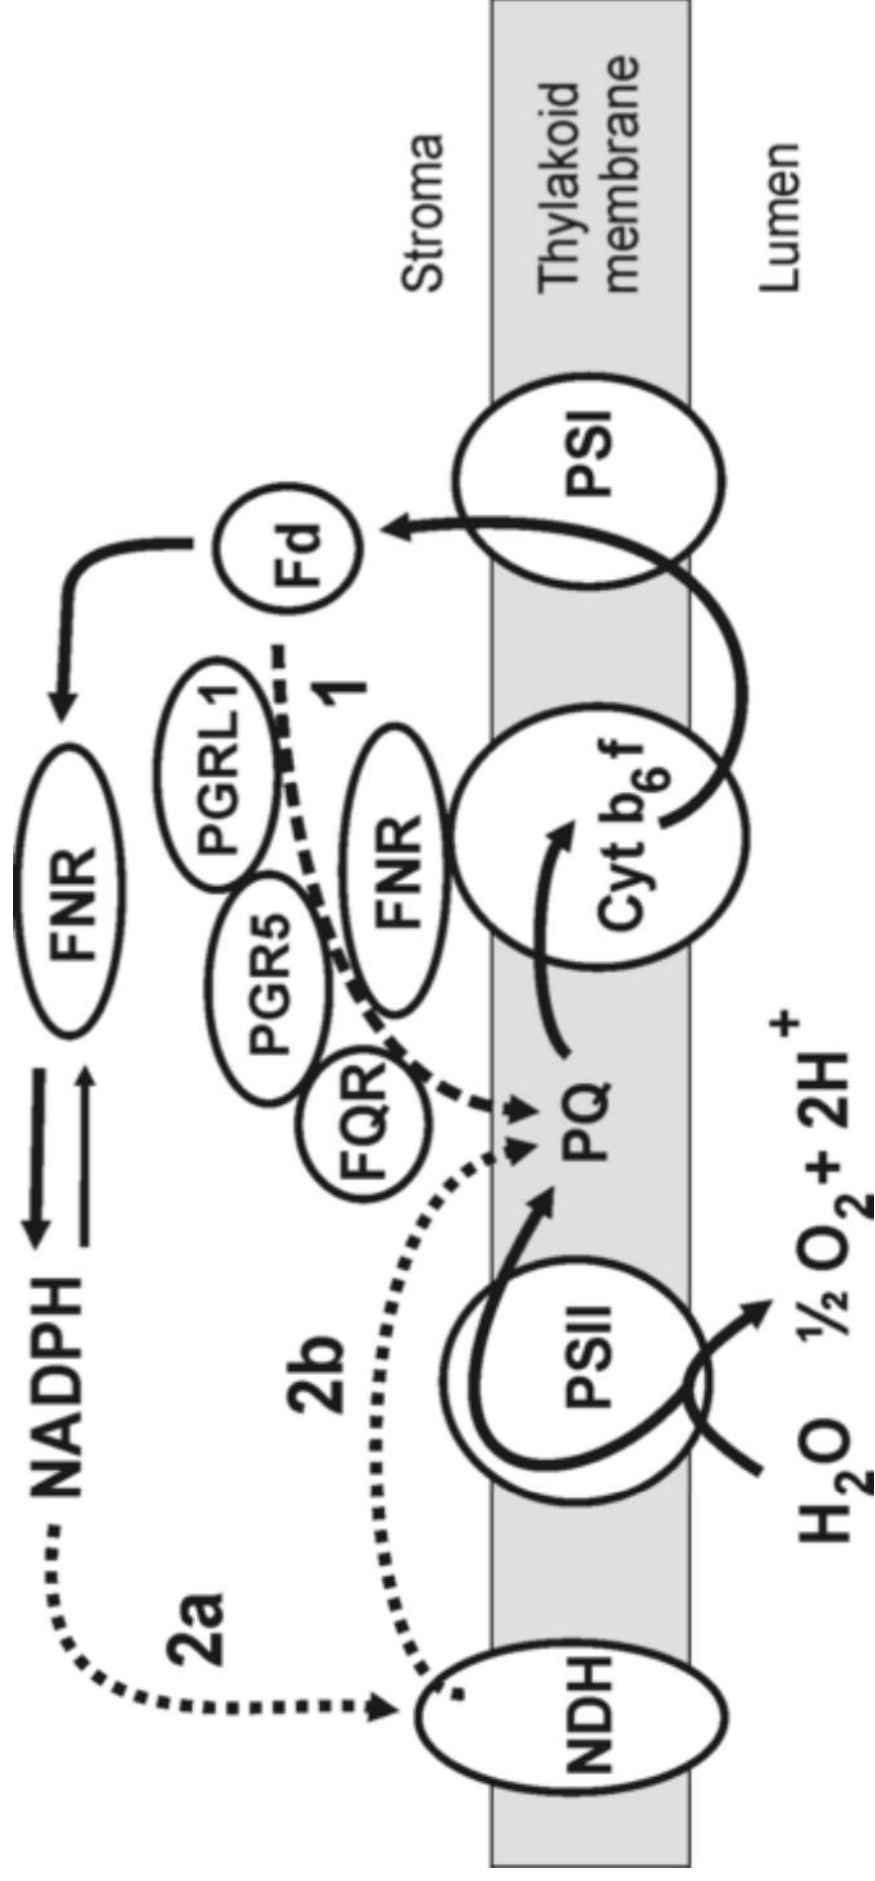 NADPH
FNR
2a
PGRL1
PGR5
Fd
2b
FQR
1
FNR
Stroma
NDH
PSII
PQ
Cyt b₆f
PSI
Thylakoid
membrane
H₂O ½ O₂ + 2H⁺
Lumen